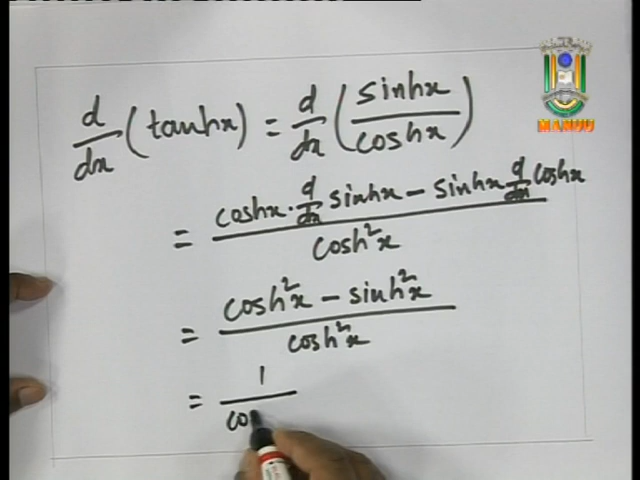 d/dx (tanhx) = d/dx (sinhx/coshx)
= (coshx · d/dx sinhx − sinhx d/dx coshx)/cosh²x
= (cosh²x − sinh²x)/cosh²x
= 1/co
MANUU